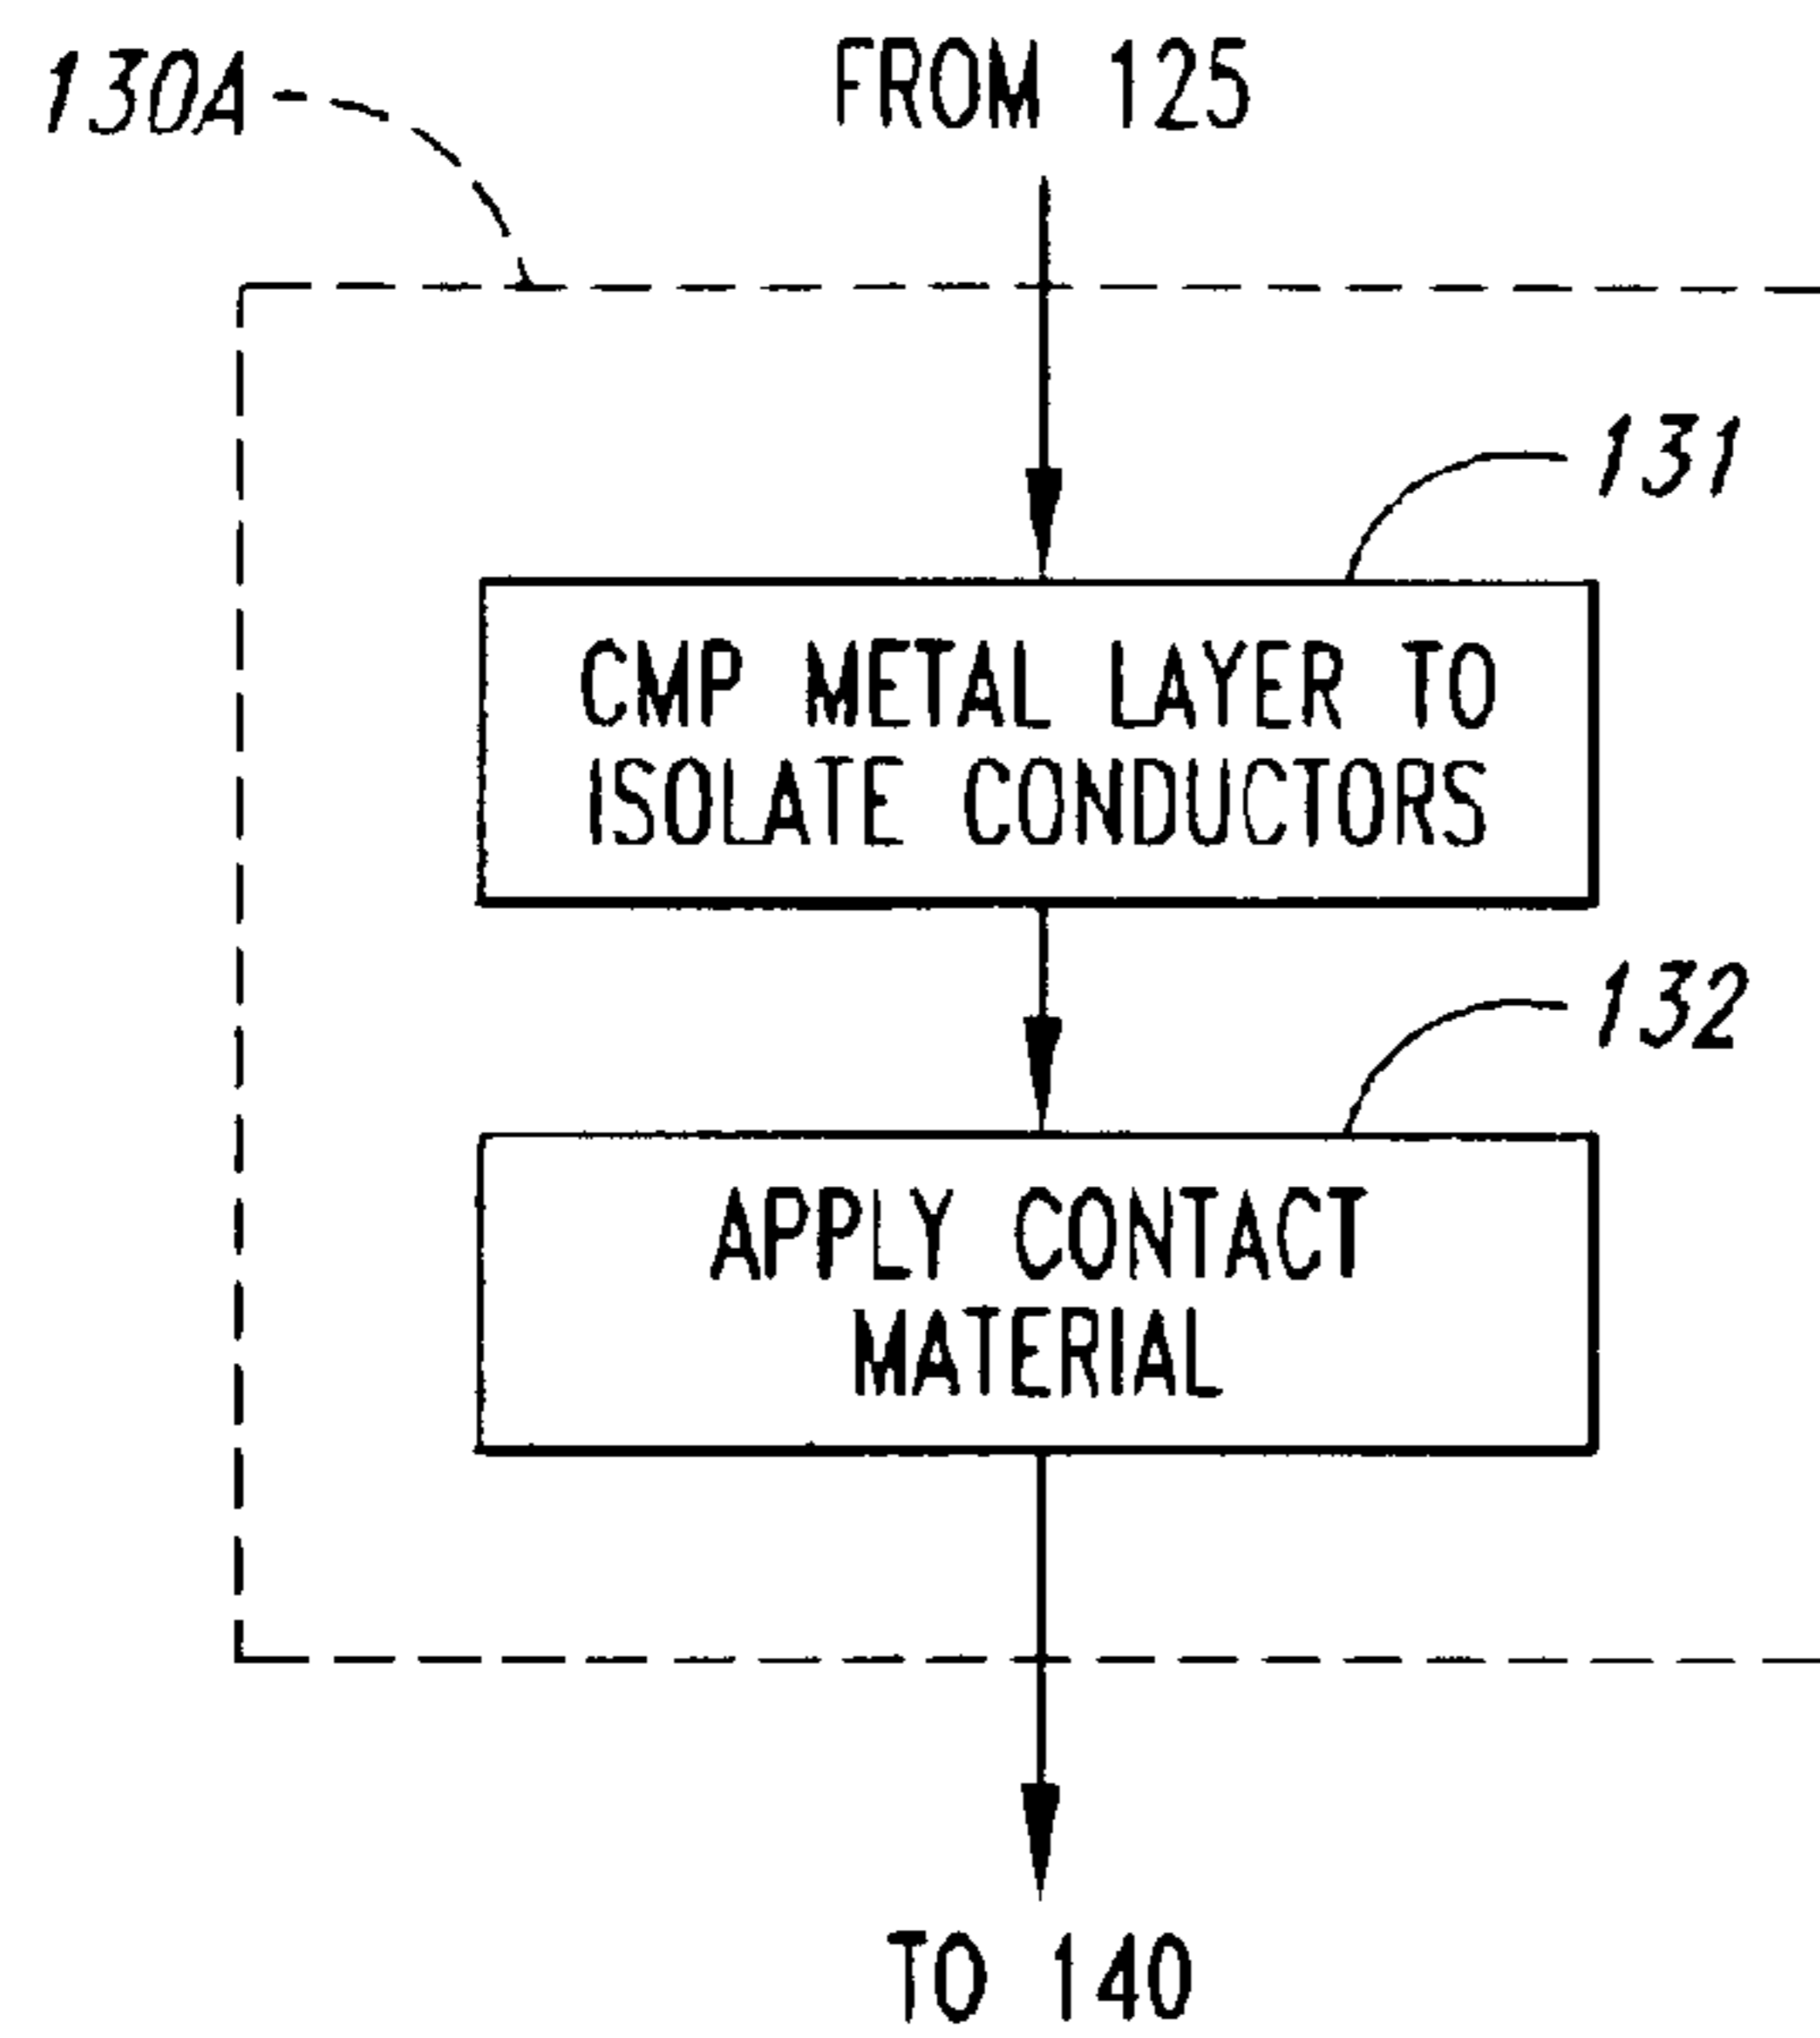 130A
FROM 125
131
CMP METAL LAYER TO
ISOLATE CONDUCTORS
132
APPLY CONTACT
MATERIAL
TO 140